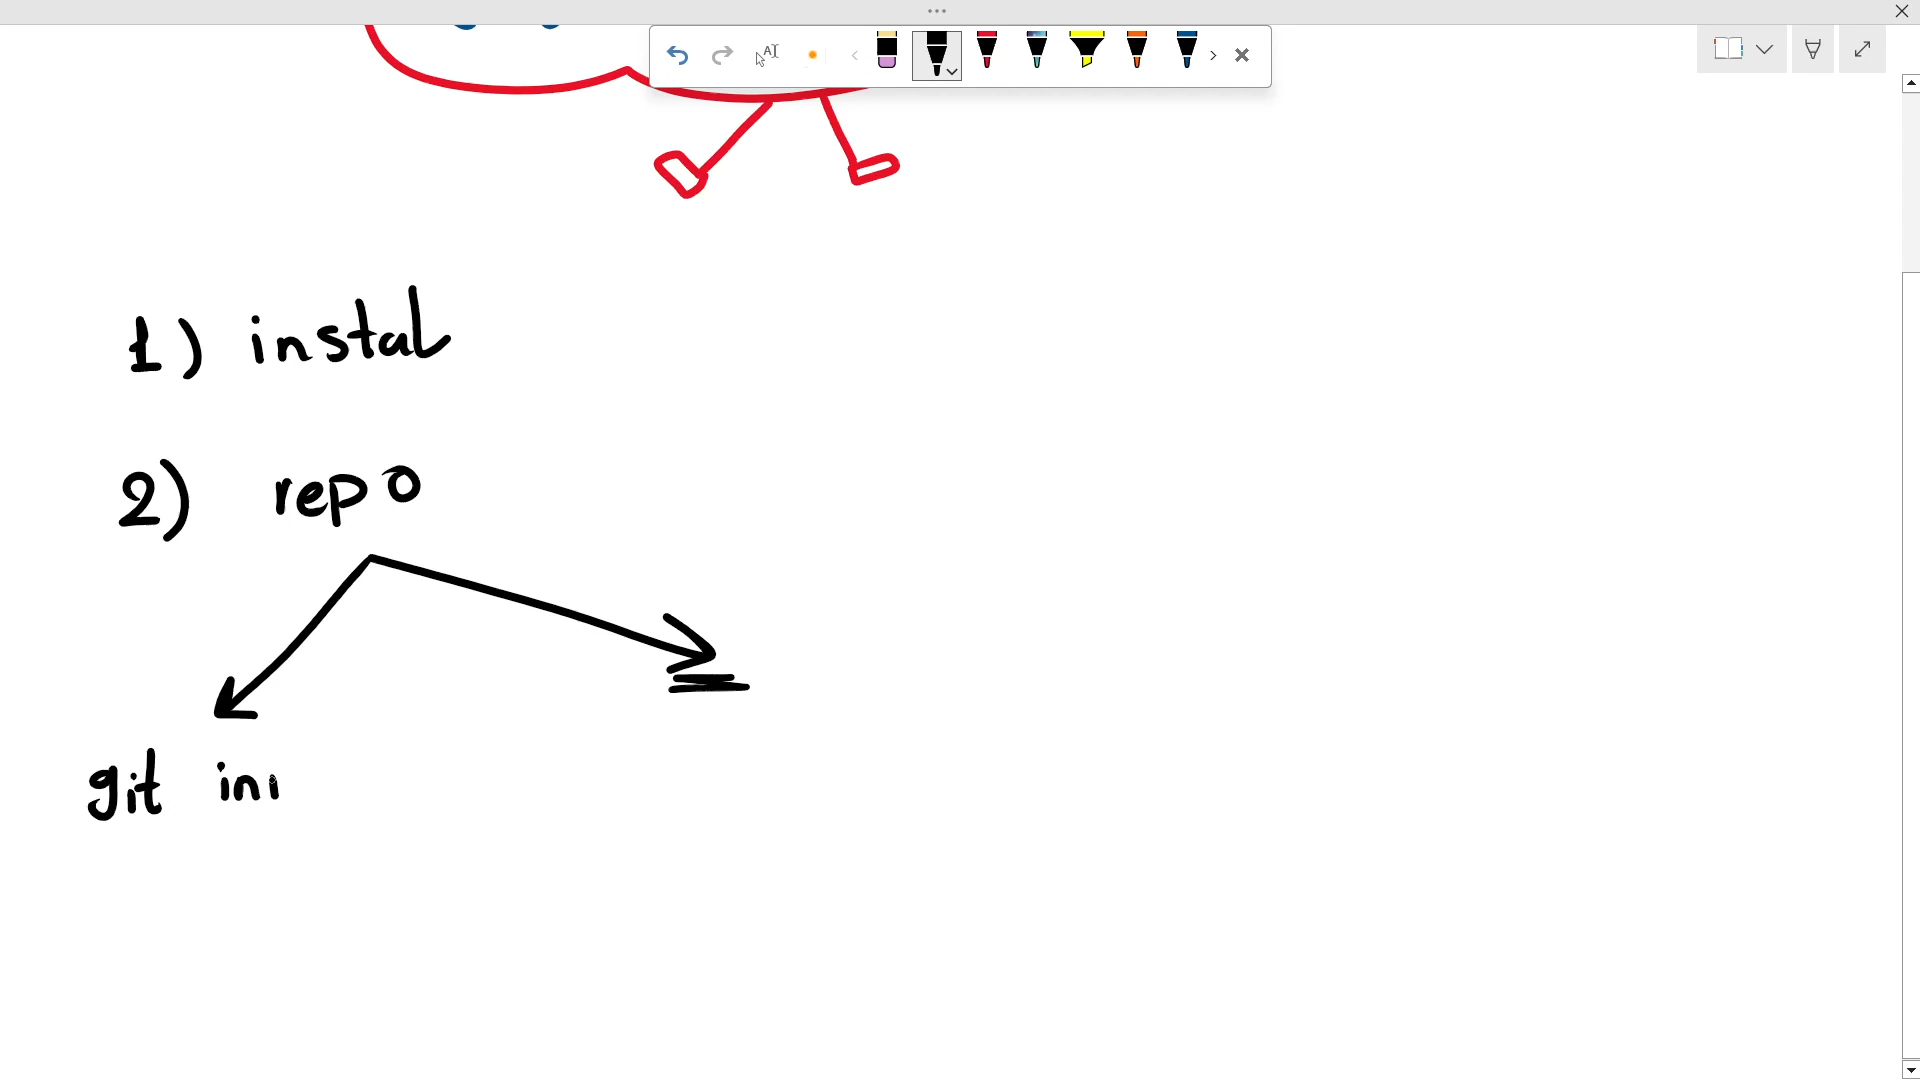 1) instal
2) repo
git ini